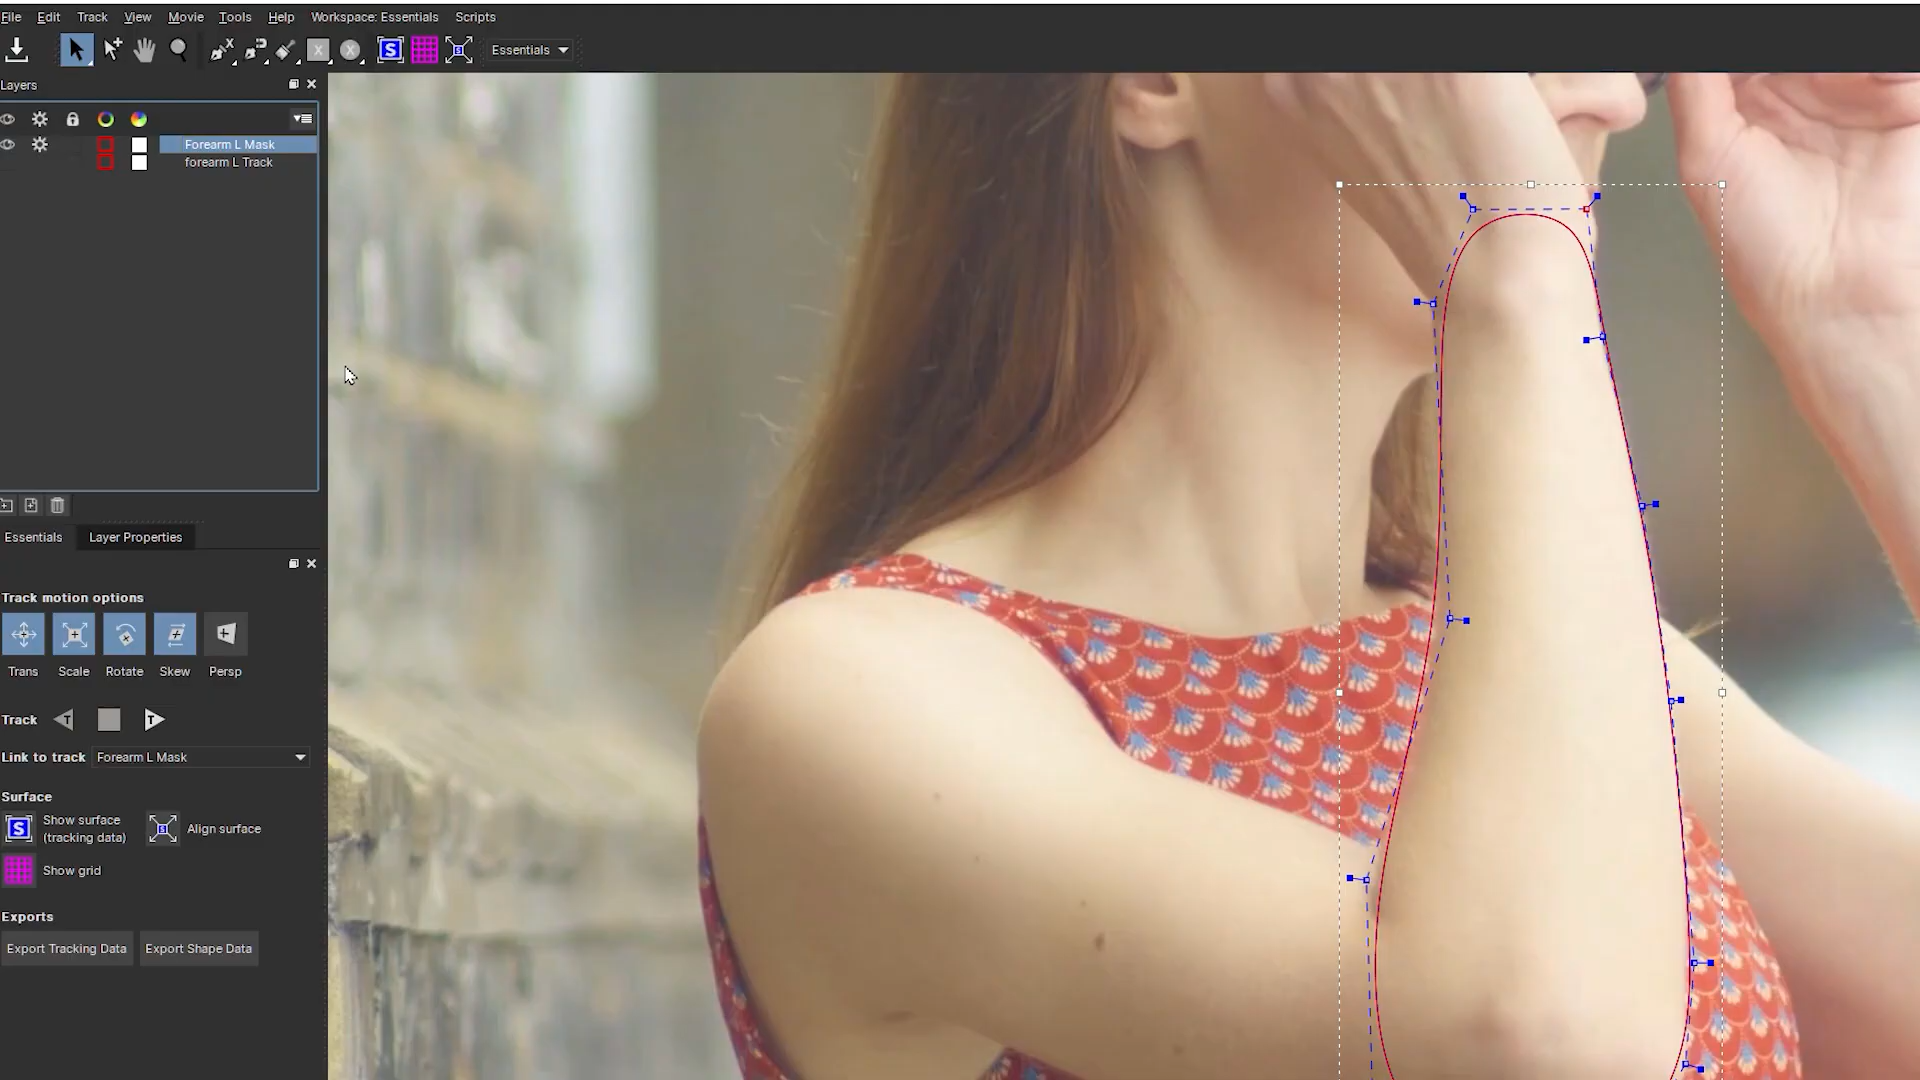 File Edit Track View Movie Tools Help Workspace: Essentials Scripts
S S Essentials
Layers
Forearm L Mask
forearm L Track
Essentials Layer Properties
Track motion options
Trans Scale Rotate Skew Persp
Track T T
Link to track Forearm L Mask
Surface
S Show surface (tracking data) S Align surface
Show grid
Exports
Export Tracking Data Export Shape Data